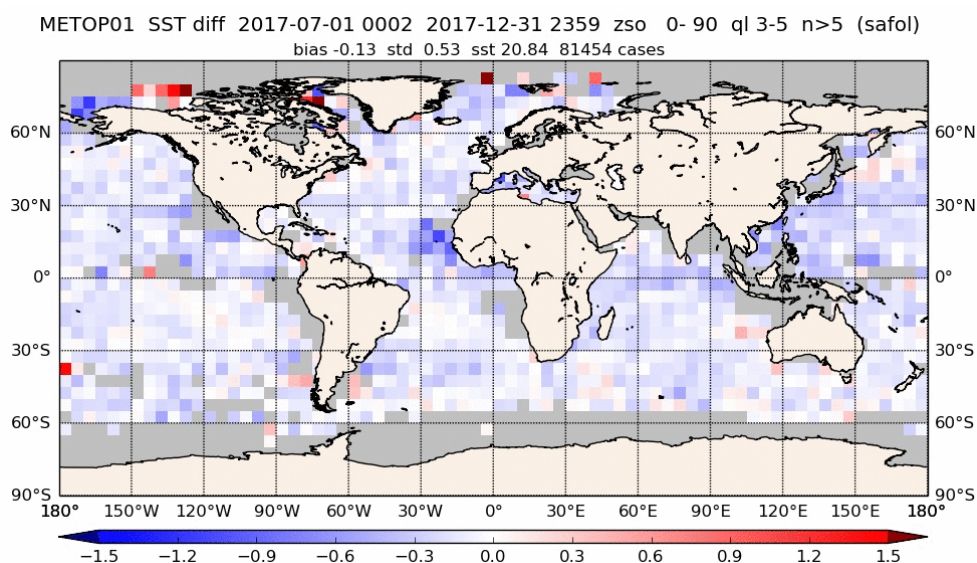 METOP01 SST diff 2017-07-01 0002 2017-12-31 2359 zso 0- 90 ql 3-5 n>5 (safol)
bias -0.13 std 0.53 sst 20.84 81454 cases
60°N 60°N
30°N 30°N
0° 0°
30°S 30°S
60°S 60°S
90°S 90°S
180° 150°W 120°W 90°W 60°W 30°W 0° 30°E 60°E 90°E 120°E 150°E 180°
−1.5 −1.2 −0.9 −0.6 −0.3 0.0 0.3 0.6 0.9 1.2 1.5